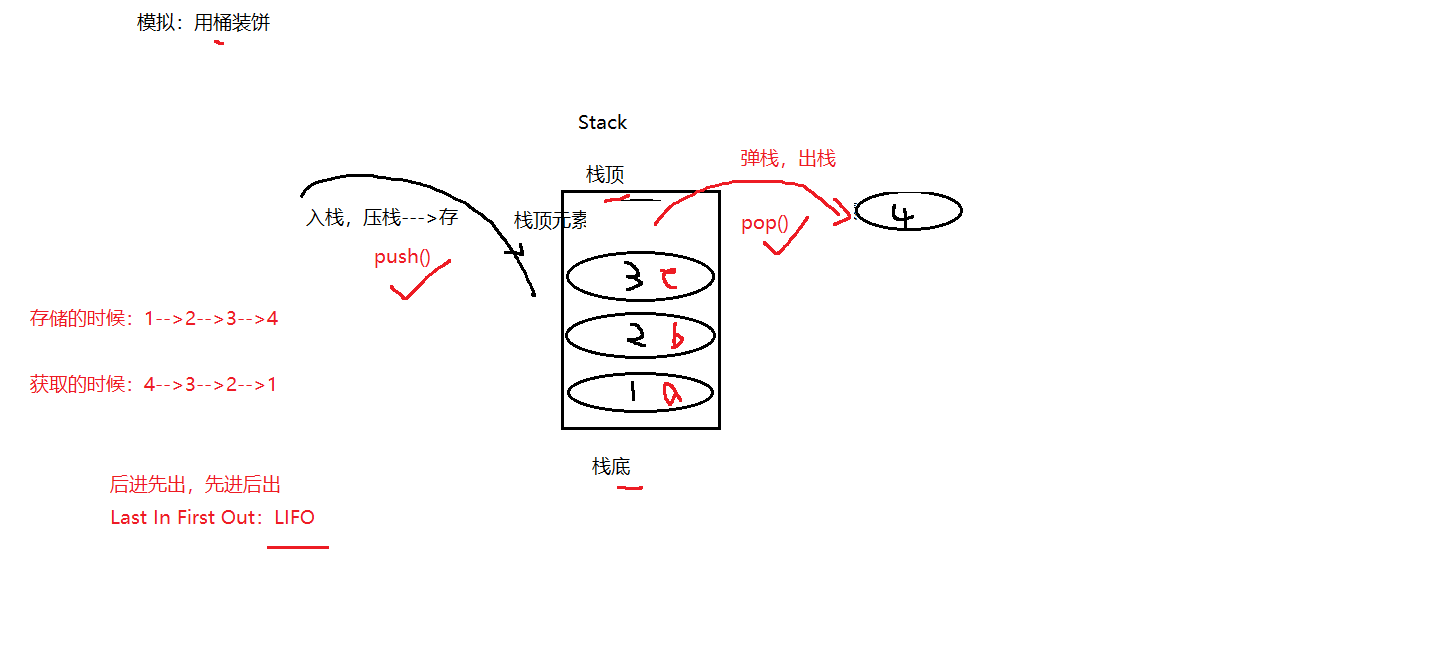 模拟：用桶装饼
Stack
栈顶
弹栈，出栈
入栈，压栈--->存
栈顶元素
pop()
4
push()
3 c
存储的时候：1-->2-->3-->4
2 b
获取的时候：4-->3-->2-->1
1 a
栈底
后进先出，先进后出
Last In First Out：LIFO